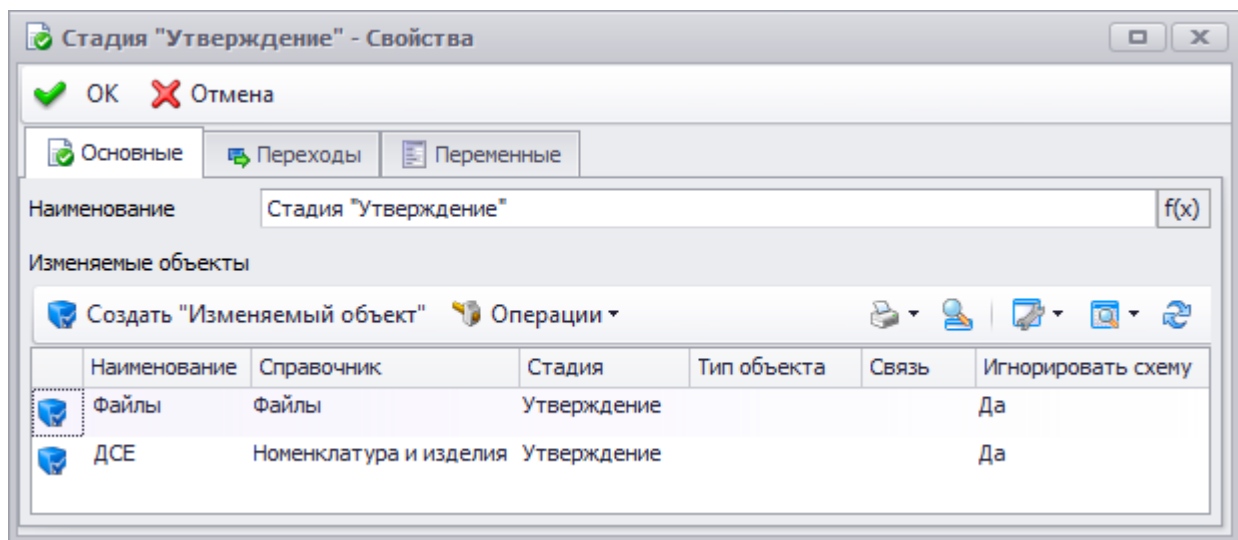 Стадия "Утверждение" - Свойства
ОК Отмена
Основные Переходы Переменные
Наименование Стадия "Утверждение" f(x)
Изменяемые объекты
Создать "Изменяемый объект" Операции
Наименование Справочник Стадия Тип объекта Связь Игнорировать схему
Файлы Файлы Утверждение Да
ДСЕ Номенклатура и изделия Утверждение Да